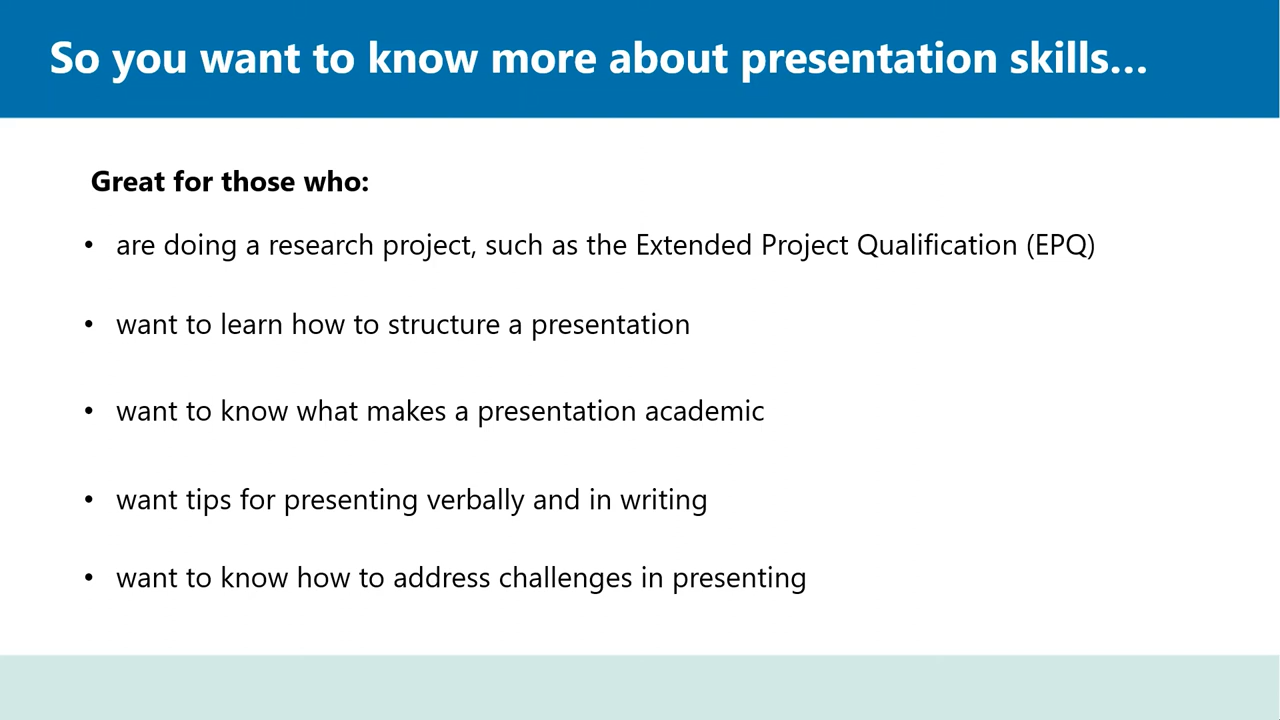 So you want to know more about presentation skills...
Great for those who:
• are doing a research project, such as the Extended Project Qualification (EPQ)
• want to learn how to structure a presentation
• want to know what makes a presentation academic
• want tips for presenting verbally and in writing
• want to know how to address challenges in presenting